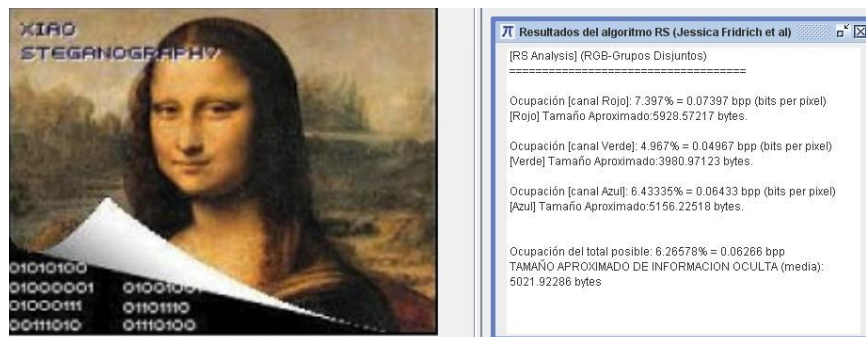 XIAO
STEGANOGRAPHY
01010100
01000001
01000111
00111010
01101110
01110100
π Resultados del algoritmo RS (Jessica Fridrich et al)
[RS Analysis] (RGB-Grupos Disjuntos)
====================================
Ocupación [canal Rojo]: 7.397% = 0.07397 bpp (bits per pixel)
[Rojo] Tamaño Aproximado:5928.57217 bytes.
Ocupación [canal Verde]: 4.967% = 0.04967 bpp (bits per pixel)
[Verde] Tamaño Aproximado:3980.97123 bytes.
Ocupación [canal Azul]: 6.43335% = 0.06433 bpp (bits per pixel)
[Azul] Tamaño Aproximado:5156.22518 bytes.
Ocupación del total posible: 6.26578% = 0.06266 bpp
TAMAÑO APROXIMADO DE INFORMACION OCULTA (media):
5021.92286 bytes